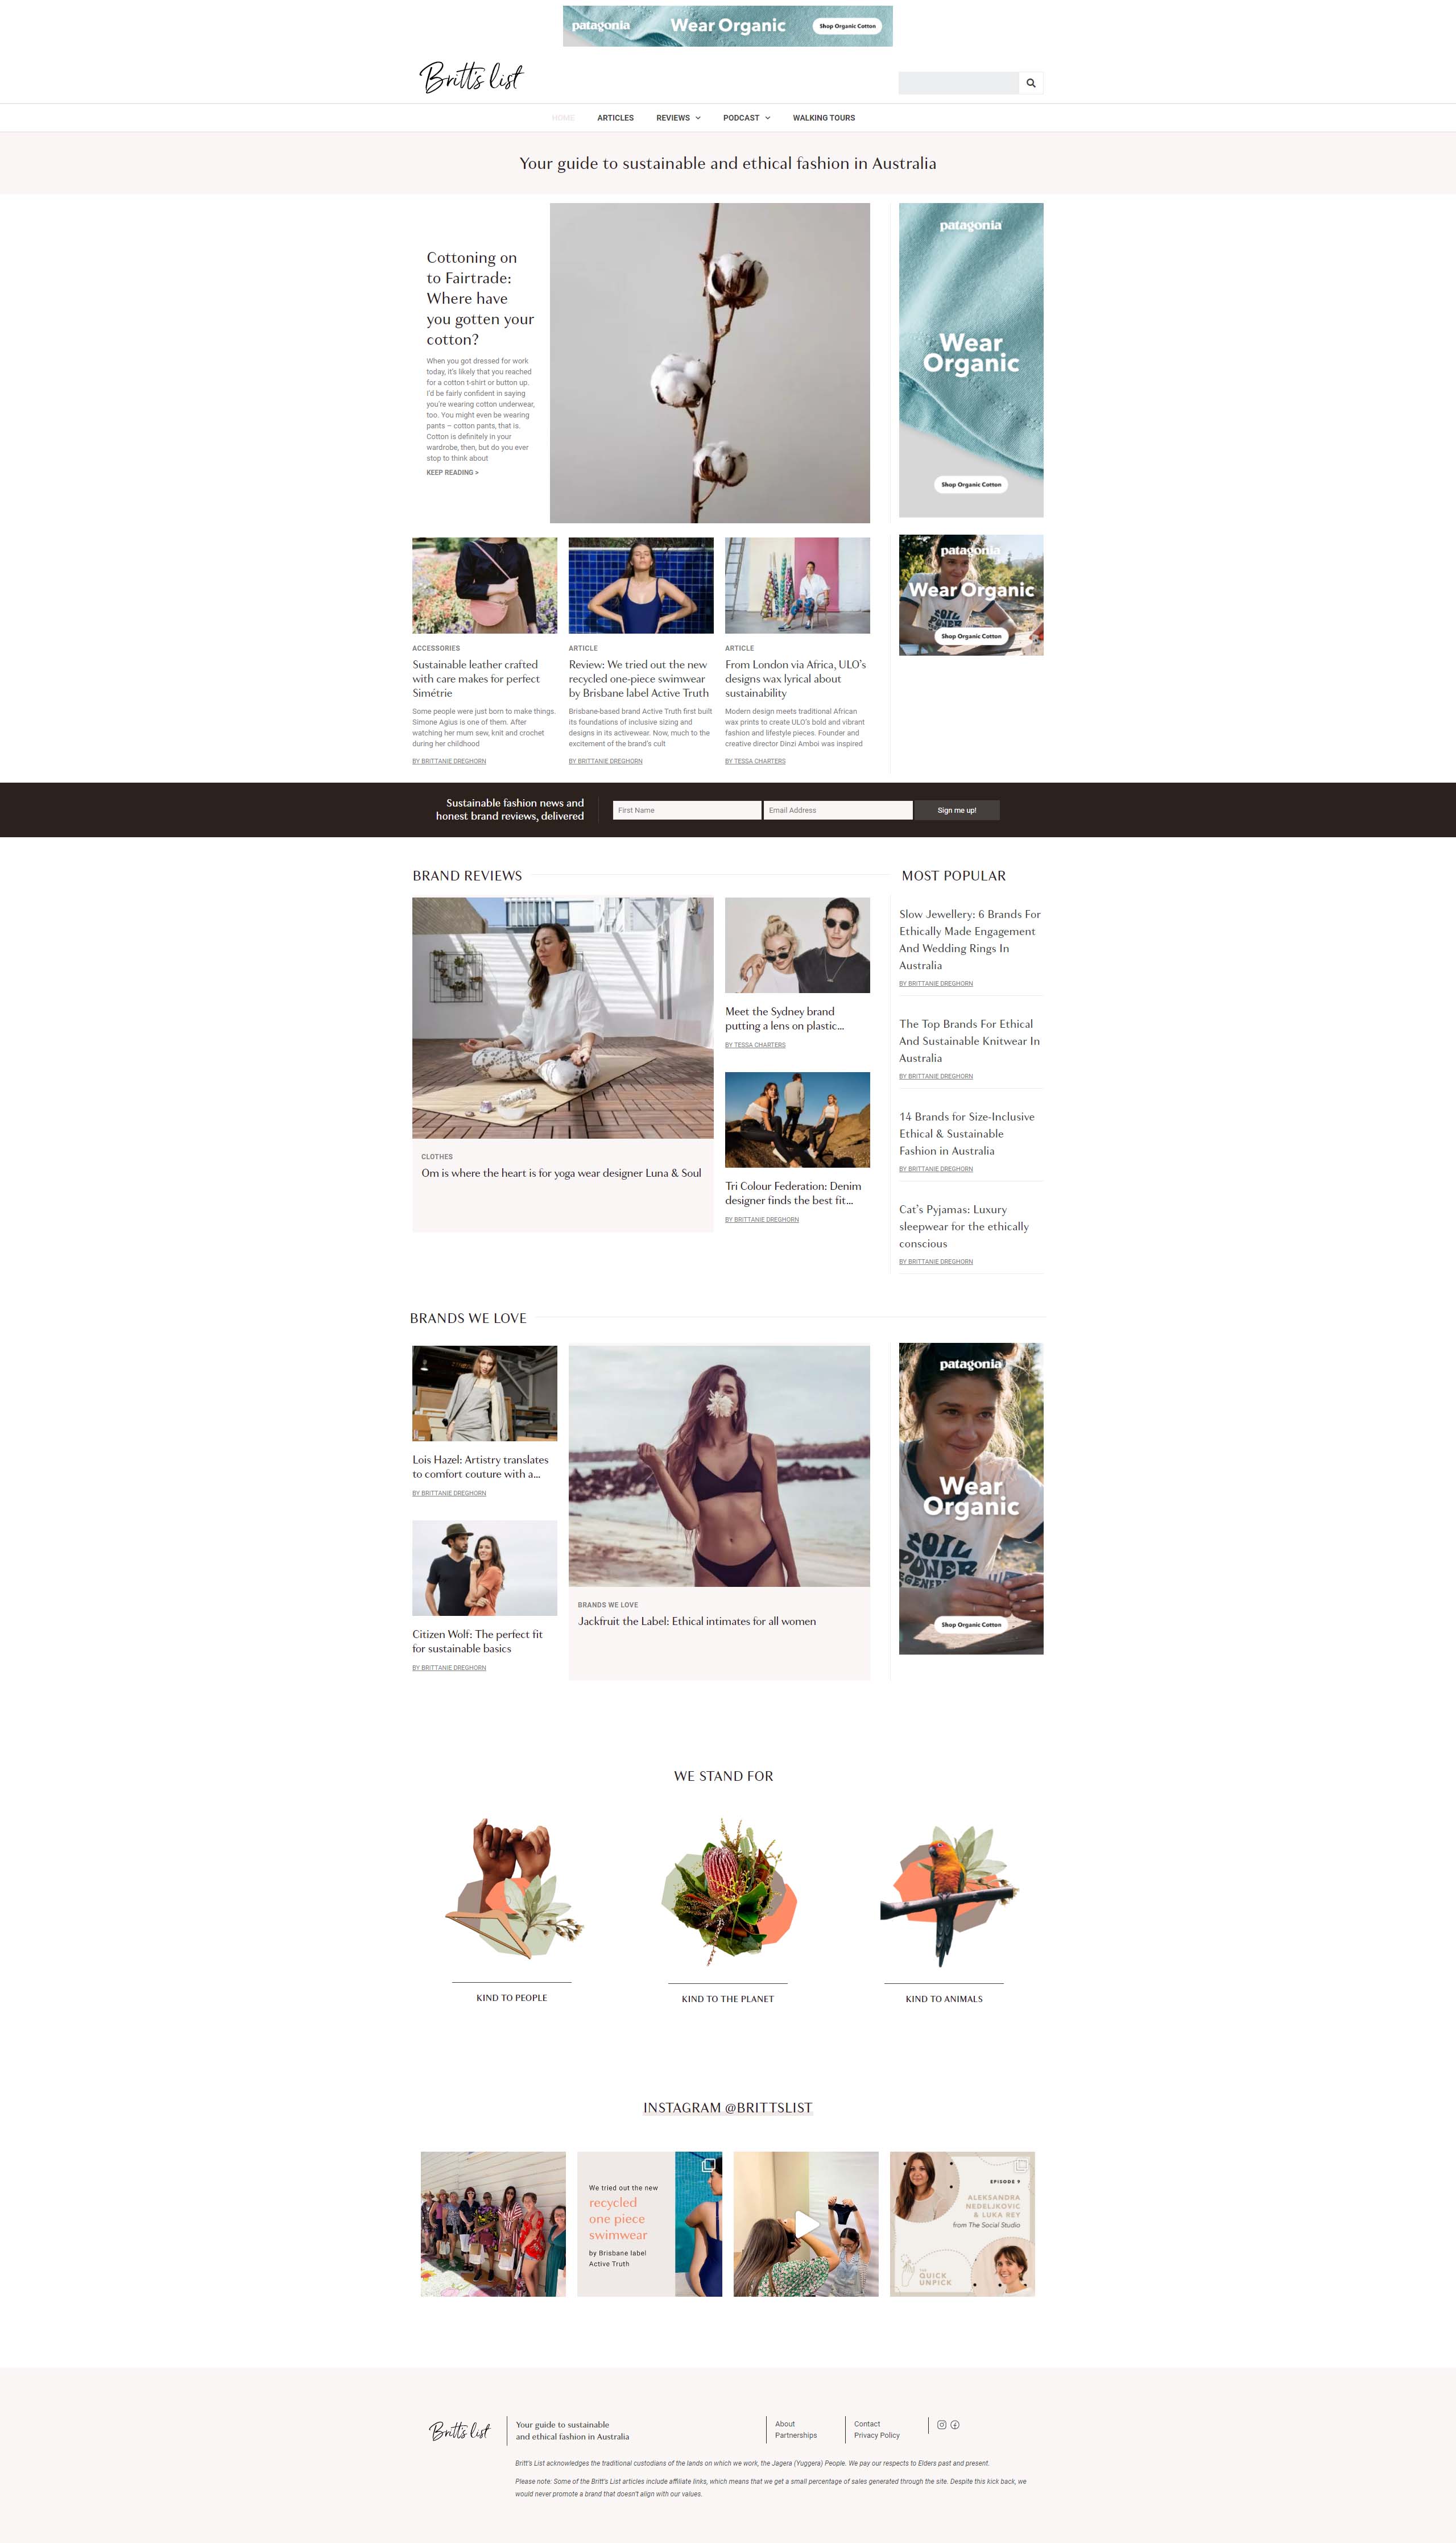 patagonia
Wear Organic
Shop Organic Cotton
Britt's list
HOME
ARTICLES
REVIEWS
PODCAST
WALKING TOURS
Your guide to sustainable and ethical fashion in Australia
Cottoning on
to Fairtrade:
Where have
you gotten your
cotton?
When you got dressed for work
today, it's likely that you reached
for a cotton t-shirt or button up.
I'd be fairly confident in saying
you're wearing cotton underwear,
too. You might even be wearing
pants – cotton pants, that is.
Cotton is definitely in your
wardrobe, then, but do you ever
stop to think about
KEEP READING >
patagonia
Wear
Organic
Shop Organic Cotton
ACCESSORIES
Sustainable leather crafted
with care makes for perfect
Simétrie
Some people were just born to make things.
Simone Agius is one of them. After
watching her mum sew, knit and crochet
during her childhood
BY BRITTANIE DREGHORN
ARTICLE
Review: We tried out the new
recycled one-piece swimwear
by Brisbane label Active Truth
Brisbane-based brand Active Truth first built
its foundations of inclusive sizing and
designs in its activewear. Now, much to the
excitement of the brand's cult
BY BRITTANIE DREGHORN
ARTICLE
From London via Africa, ULO's
designs wax lyrical about
sustainability
Modern design meets traditional African
wax prints to create ULO's bold and vibrant
fashion and lifestyle pieces. Founder and
creative director Dinzi Amboi was inspired
BY TESSA CHARTERS
patagonia
Wear Organic
SOIL
POWER
Shop Organic Cotton
Sustainable fashion news and
honest brand reviews, delivered
First Name
Email Address
Sign me up!
BRAND REVIEWS
CLOTHES
Om is where the heart is for yoga wear designer Luna & Soul
Meet the Sydney brand
putting a lens on plastic...
BY TESSA CHARTERS
Tri Colour Federation: Denim
designer finds the best fit...
BY BRITTANIE DREGHORN
MOST POPULAR
Slow Jewellery: 6 Brands For
Ethically Made Engagement
And Wedding Rings In
Australia
BY BRITTANIE DREGHORN
The Top Brands For Ethical
And Sustainable Knitwear In
Australia
BY BRITTANIE DREGHORN
14 Brands for Size-Inclusive
Ethical & Sustainable
Fashion in Australia
BY BRITTANIE DREGHORN
Cat's Pyjamas: Luxury
sleepwear for the ethically
conscious
BY BRITTANIE DREGHORN
BRANDS WE LOVE
Lois Hazel: Artistry translates
to comfort couture with a...
BY BRITTANIE DREGHORN
Citizen Wolf: The perfect fit
for sustainable basics
BY BRITTANIE DREGHORN
BRANDS WE LOVE
Jackfruit the Label: Ethical intimates for all women
patagonia
Wear
Organic
SOIL
POWER
Shop Organic Cotton
WE STAND FOR
KIND TO PEOPLE
KIND TO THE PLANET
KIND TO ANIMALS
INSTAGRAM @BRITTSLIST
We tried out the new
recycled
one piece
swimwear
by Brisbane label
Active Truth
EPISODE 9
ALEKSANDRA
NEDELJKOVIC
& LUKA REY
from The Social Studio
THE
QUICK
UNPICK
Britt's list
Your guide to sustainable
and ethical fashion in Australia
About
Partnerships
Contact
Privacy Policy
Britt's List acknowledges the traditional custodians of the lands on which we work, the Jagera (Yuggera) People. We pay our respects to Elders past and present.
Please note: Some of the Britt's List articles include affiliate links, which means that we get a small percentage of sales generated through the site. Despite this kick back, we
would never promote a brand that doesn't align with our values.